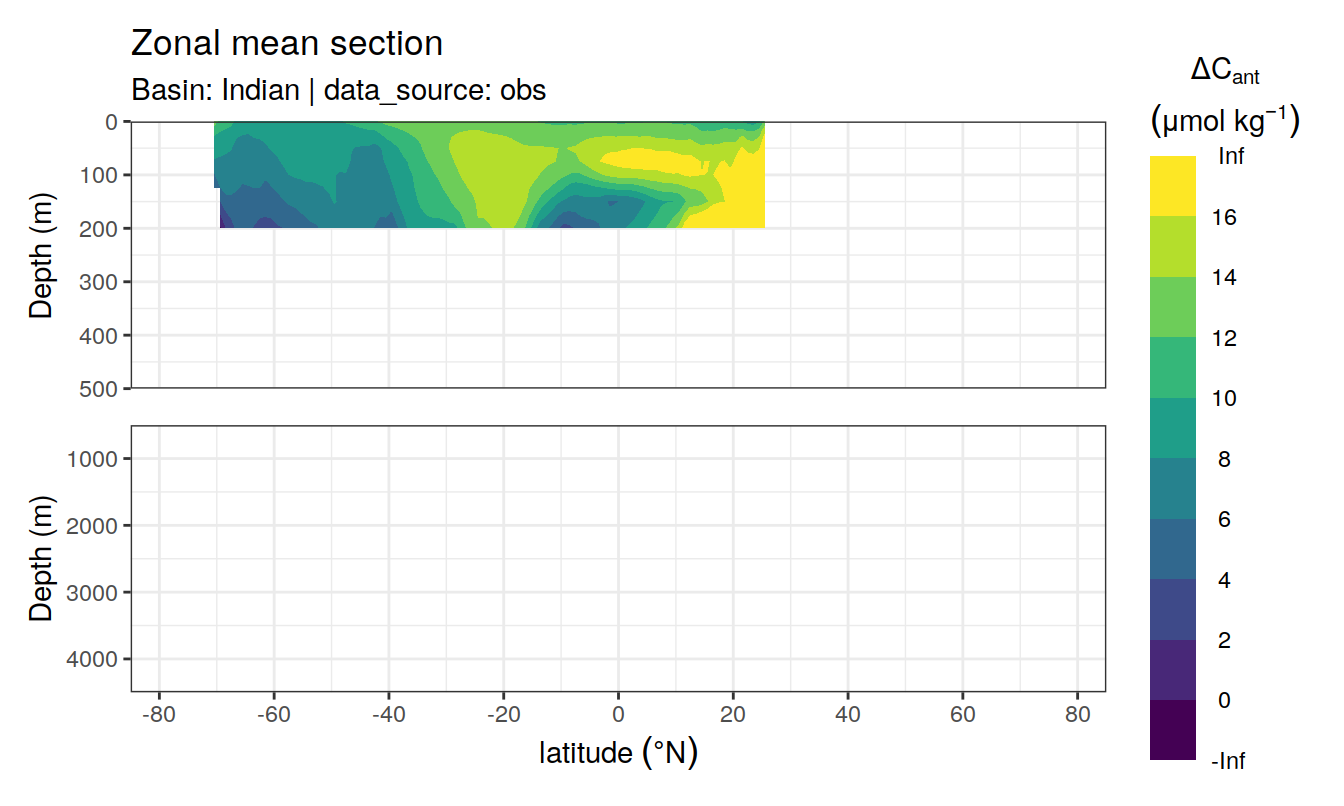 Zonal mean section
Basin: Indian | data_source: obs
ΔCant
(μmol kg⁻¹)
Depth (m)
0
100
200
300
400
500
Depth (m)
1000
2000
3000
4000
-80 -60 -40 -20 0 20 40 60 80
latitude (°N)
Inf
16
14
12
10
8
6
4
2
0
-Inf